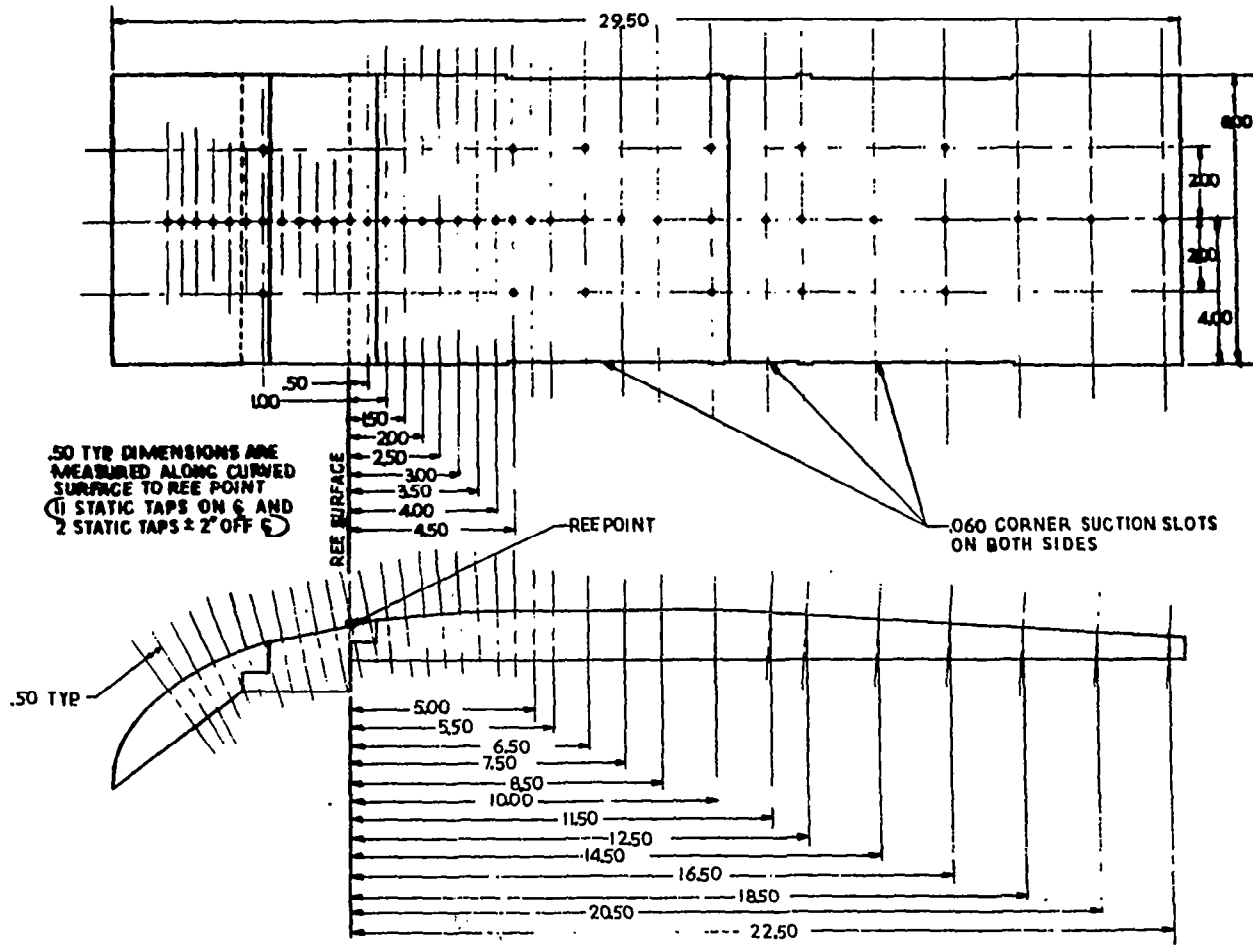 29.50
8.00
2.00
2.00
4.00
.50
1.00
1.50
2.00
2.50
3.00
3.50
4.00
4.50
.50 TYP. DIMENSIONS ARE
MEASURED ALONG CURVED
SURFACE TO REF. POINT
(11 STATIC TAPS ON ℄ AND
2 STATIC TAPS ± 2" OFF ℄)
REF. SURFACE
REF. POINT
.060 CORNER SUCTION SLOTS
ON BOTH SIDES
.50 TYP.
5.00
5.50
6.50
7.50
8.50
10.00
11.50
12.50
14.50
16.50
18.50
20.50
22.50